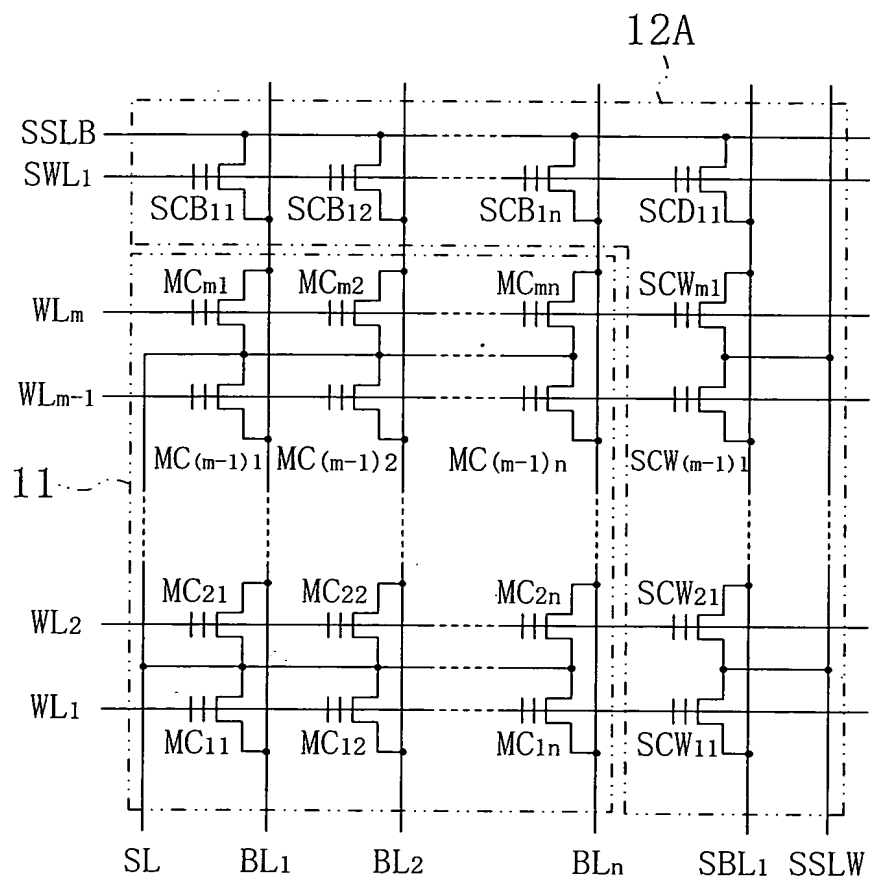 12A
SSLB
SWL1
SCB11 SCB12 SCB1n SCD11
MCm1 MCm2 MCmn SCWm1
WLm
WLm-1
MC(m-1)1 MC(m-1)2 MC(m-1)n SCW(m-1)1
11
MC21 MC22 MC2n SCW21
WL2
WL1
MC11 MC12 MC1n SCW11
SL BL1 BL2 BLn SBL1 SSLW